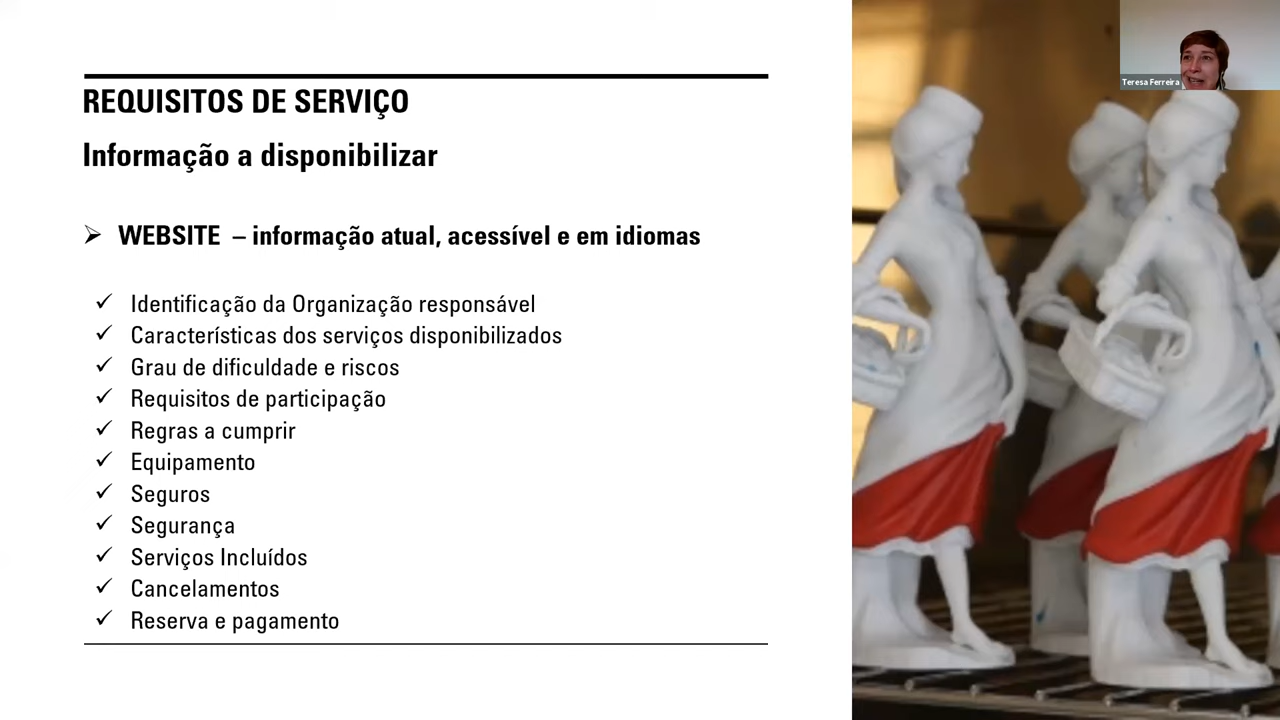 REQUISITOS DE SERVIÇO
Informação a disponibilizar
➢ WEBSITE – informação atual, acessível e em idiomas
✓ Identificação da Organização responsável
✓ Características dos serviços disponibilizados
✓ Grau de dificuldade e riscos
✓ Requisitos de participação
✓ Regras a cumprir
✓ Equipamento
✓ Seguros
✓ Segurança
✓ Serviços Incluídos
✓ Cancelamentos
✓ Reserva e pagamento
Teresa Ferreira